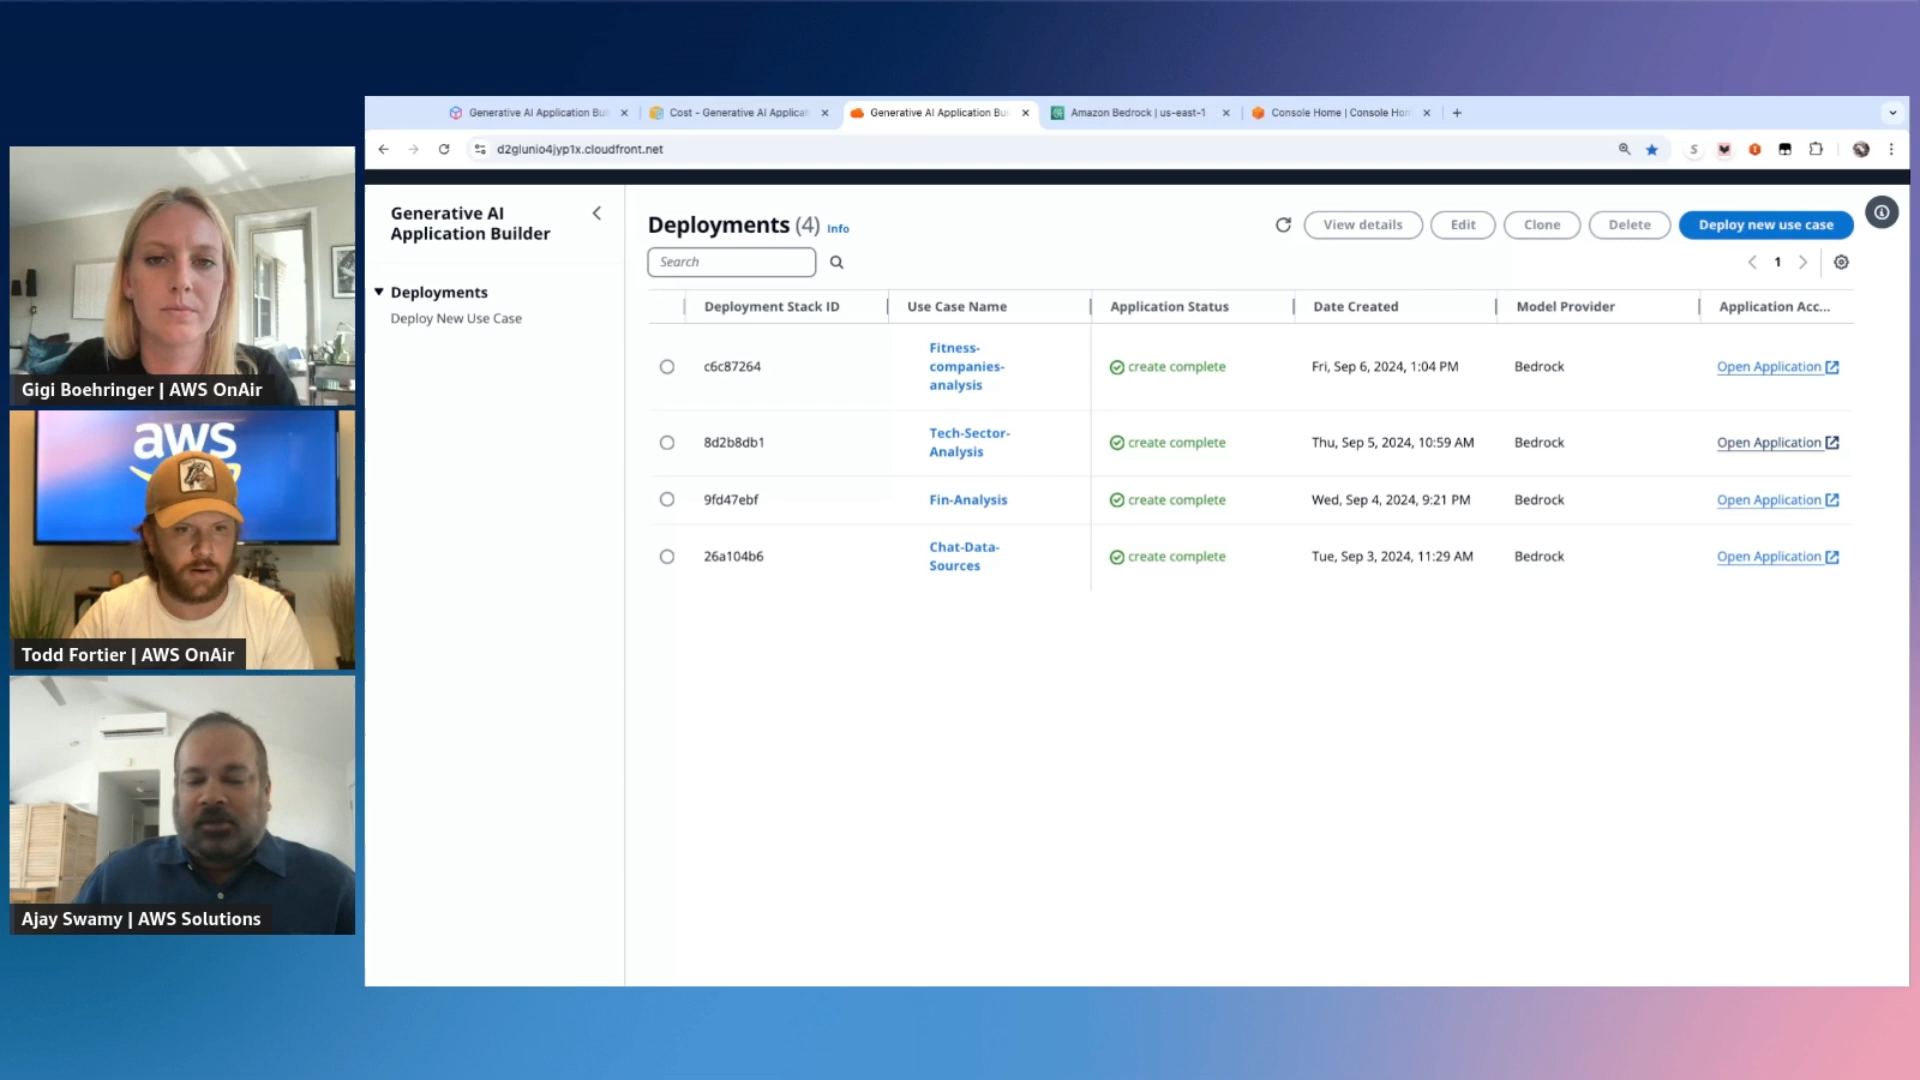 Generative AI Application Bui
Cost - Generative AI Applicat
Generative AI Application Bui
Amazon Bedrock | us-east-1
Console Home | Console Hom
d2glunio4jyp1x.cloudfront.net
Generative AI
Application Builder
Deployments
Deploy New Use Case
Deployments (4) Info
View details
Edit
Clone
Delete
Deploy new use case
Search
1
Deployment Stack ID
Use Case Name
Application Status
Date Created
Model Provider
Application Acc...
c6c87264
Fitness-
companies-
analysis
create complete
Fri, Sep 6, 2024, 1:04 PM
Bedrock
Open Application
8d2b8db1
Tech-Sector-
Analysis
create complete
Thu, Sep 5, 2024, 10:59 AM
Bedrock
Open Application
9fd47ebf
Fin-Analysis
create complete
Wed, Sep 4, 2024, 9:21 PM
Bedrock
Open Application
26a104b6
Chat-Data-
Sources
create complete
Tue, Sep 3, 2024, 11:29 AM
Bedrock
Open Application
Gigi Boehringer | AWS OnAir
aws
Todd Fortier | AWS OnAir
Ajay Swamy | AWS Solutions